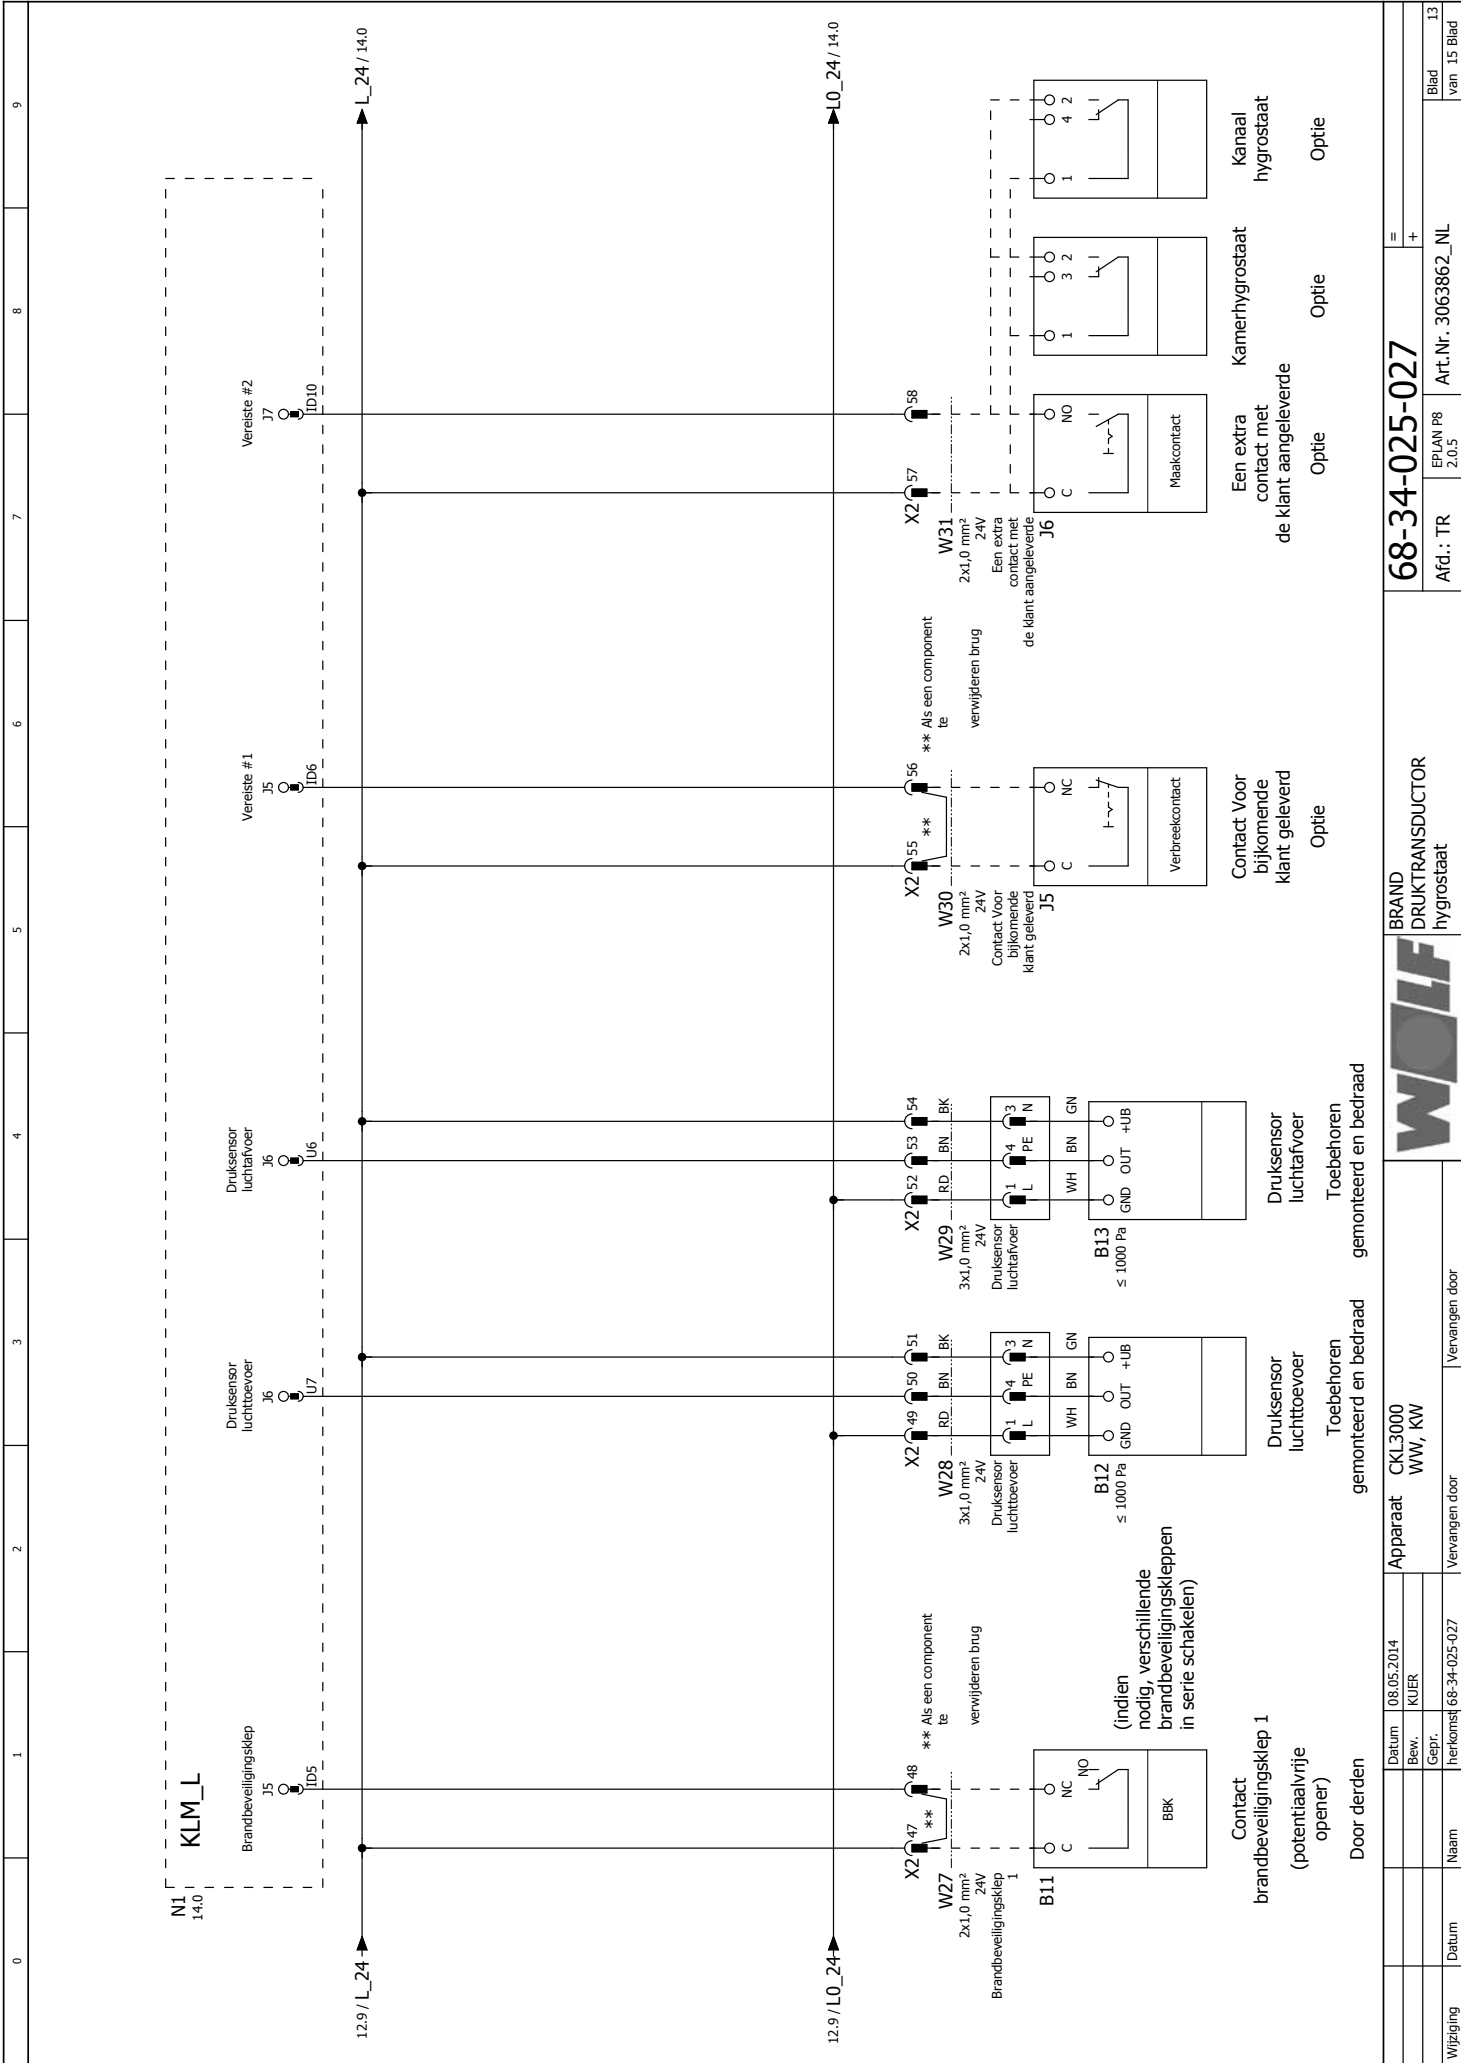 0 1 2 3 4 5 6 7 8 9
N1
14.0
KLM_L
Brandbeveiligingsklep
J5
ID5
Druksensor
luchttoevoer
J6
U7
Druksensor
luchtafvoer
J6
U6
Vereiste #1
J5
ID6
Vereiste #2
J7
ID10
12.9 / L_24
L_24 / 14.0
12.9 / L0_24
L0_24 / 14.0
X2 47 48
**
** Als een component
te
verwijderen brug
W27
2x1,0 mm²
24V
Brandbeveiligingsklep
1
B11
C NC NO
BBK
(indien
nodig, verschillende
brandbeveiligingskleppen
in serie schakelen)
Contact
brandbeveiligingsklep 1
(potentiaalvrije
opener)
Door derden
X2 49 50 51
RD BN BK
W28
3x1,0 mm²
24V
Druksensor
luchttoevoer
1 4 3
L PE N
WH BN GN
B12
≤ 1000 Pa
GND OUT +UB
Druksensor
luchttoevoer
Toebehoren
gemonteerd en bedraad
X2 52 53 54
RD BN BK
W29
3x1,0 mm²
24V
Druksensor
luchtafvoer
1 4 3
L PE N
WH BN GN
B13
≤ 1000 Pa
GND OUT +UB
Druksensor
luchtafvoer
Toebehoren
gemonteerd en bedraad
X2 55 56
**
** Als een component
te
verwijderen brug
W30
2x1,0 mm²
24V
Contact Voor
bijkomende
klant geleverd
J5
C NC
Verbreekcontact
Contact Voor
bijkomende
klant geleverd
Optie
X2 57 58
W31
2x1,0 mm²
24V
Een extra
contact met
de klant aangeleverde
J6
C NO
Maakcontact
Een extra
contact met
de klant aangeleverde
Optie
1 3 2
Kamerhygrostaat
Optie
1 4 2
Kanaal
hygrostaat
Optie
Wijziging
Datum
Naam
Datum 08.05.2014
Bew. KUER
Gepr.
herkomst 68-34-025-027
Apparaat CKL3000
WW, KW
Vervangen door
Vervangen door
WOLF
BRAND
DRUKTRANSDUCTOR
hygrostaat
68-34-025-027
Afd.: TR
EPLAN P8
2.0.5
Art.Nr. 3063862_NL
=
+
Blad 13
van 15 Blad